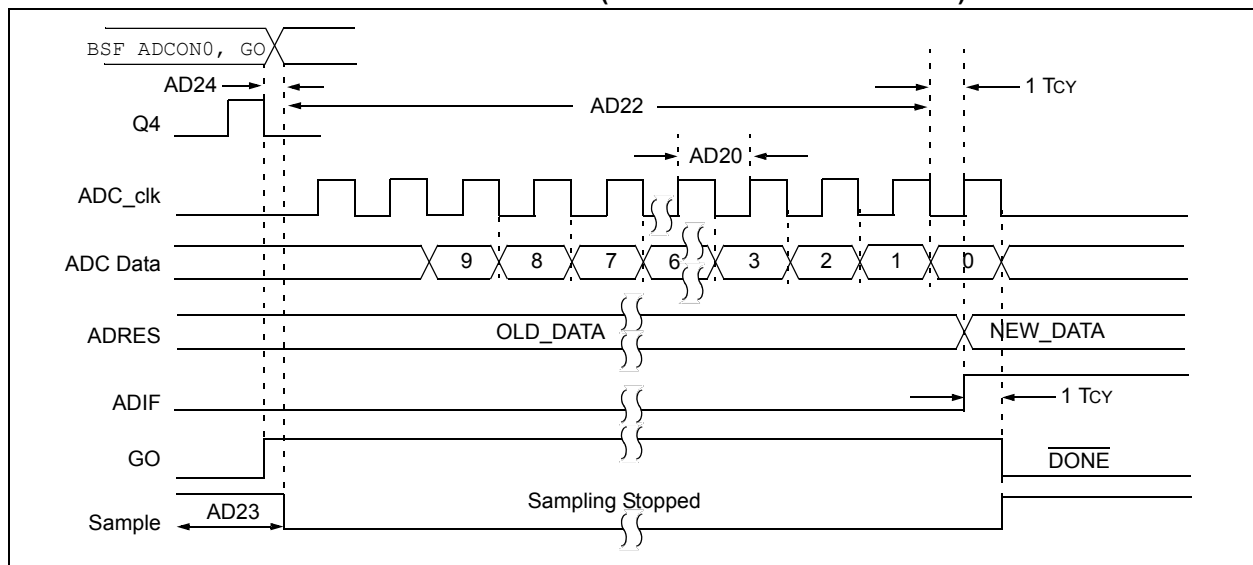 BSF ADCON0, GO
AD24
1 TCY
AD22
Q4
AD20
ADC_clk
ADC Data
9 8 7 6 3 2 1 0
ADRES
OLD_DATA
NEW_DATA
ADIF
1 TCY
GO
DONE
Sampling Stopped
AD23
Sample